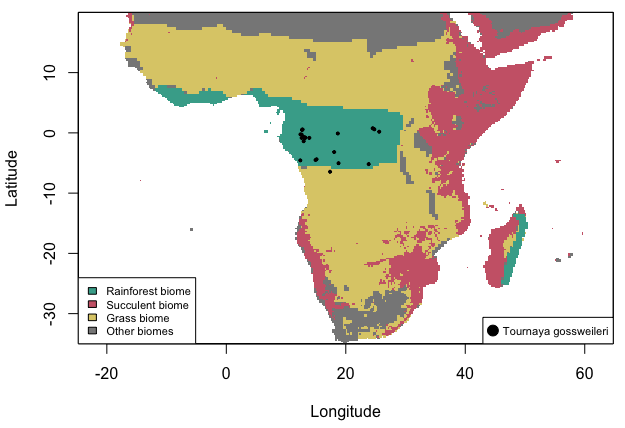 10
0
-10
-20
-30
Latitude
Rainforest biome
Succulent biome
Grass biome
Other biomes
Tournaya gossweileri
-20
0
20
40
60
Longitude